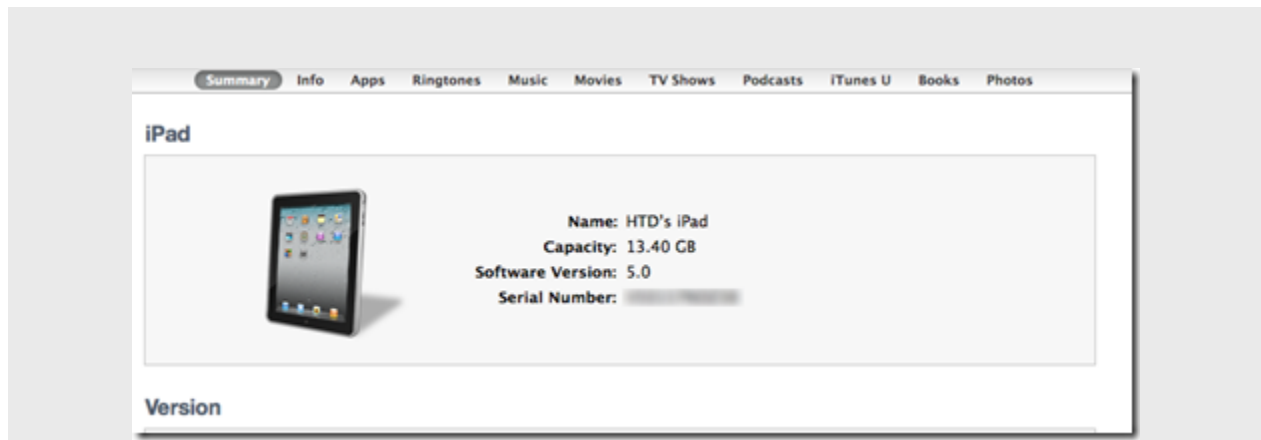 Summary Info Apps Ringtones Music Movies TV Shows Podcasts iTunes U Books Photos
iPad
Name: HTD's iPad
Capacity: 13.40 GB
Software Version: 5.0
Serial Number:
Version